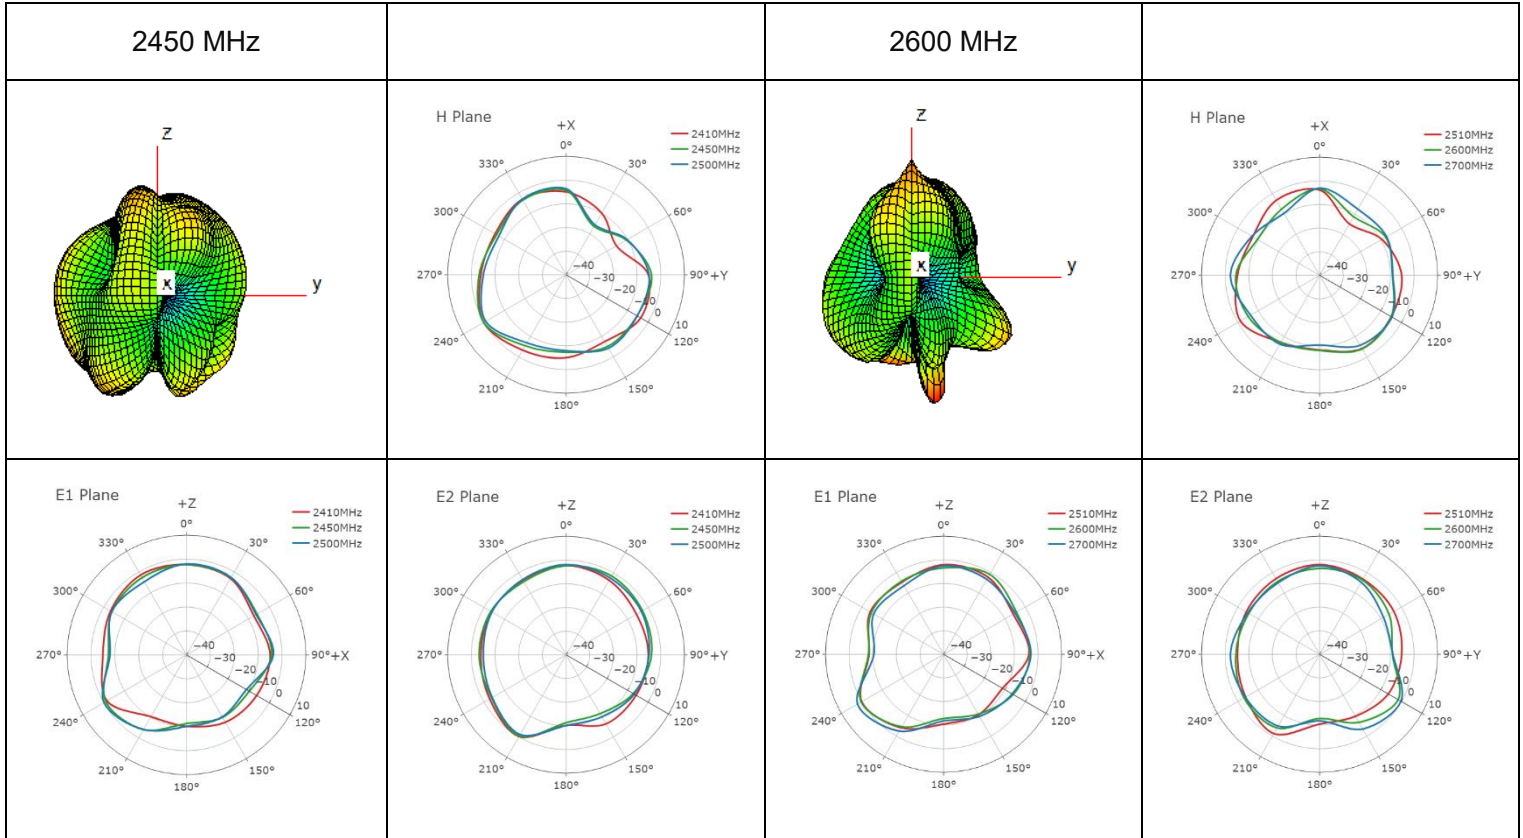 2450 MHz
2600 MHz
Z
y
x
H Plane
+X
0°
30°
60°
90°+Y
120°
150°
180°
210°
240°
270°
300°
330°
−40
−30
−20
−10
0
10
2410MHz
2450MHz
2500MHz
Z
y
x
H Plane
+X
0°
30°
60°
90°+Y
120°
150°
180°
210°
240°
270°
300°
330°
−40
−30
−20
−10
0
10
2510MHz
2600MHz
2700MHz
E1 Plane
+Z
0°
30°
60°
90°+X
120°
150°
180°
210°
240°
270°
300°
330°
−40
−30
−20
−10
0
10
2410MHz
2450MHz
2500MHz
E2 Plane
+Z
0°
30°
60°
90°+Y
120°
150°
180°
210°
240°
270°
300°
330°
−40
−30
−20
−10
0
10
2410MHz
2450MHz
2500MHz
E1 Plane
+Z
0°
30°
60°
90°+X
120°
150°
180°
210°
240°
270°
300°
330°
−40
−30
−20
−10
0
10
2510MHz
2600MHz
2700MHz
E2 Plane
+Z
0°
30°
60°
90°+Y
120°
150°
180°
210°
240°
270°
300°
330°
−40
−30
−20
−10
0
10
2510MHz
2600MHz
2700MHz